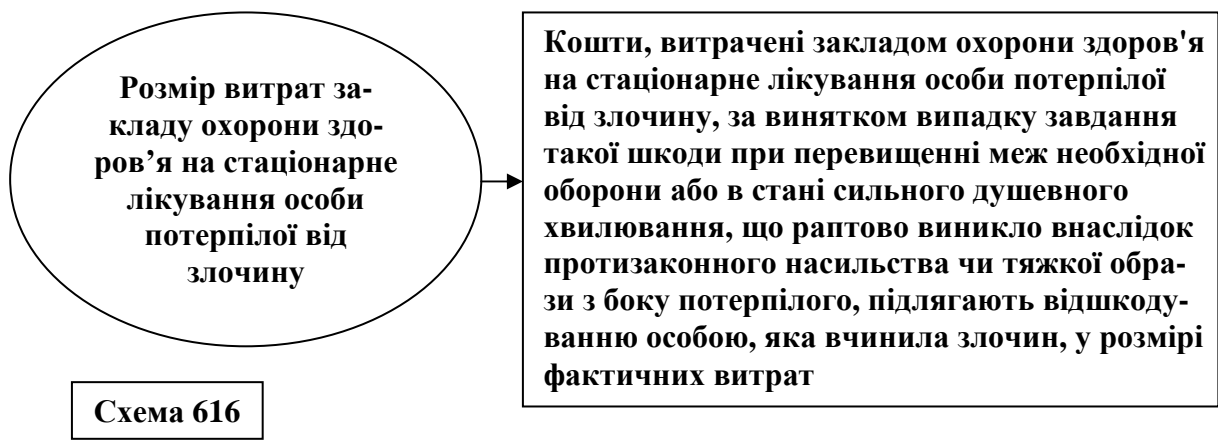 Розмір витрат за-
кладу охорони здо-
ров’я на стаціонарне
лікування особи
потерпілої від
злочину
Кошти, витрачені закладом охорони здоров'я
на стаціонарне лікування особи потерпілої
від злочину, за винятком випадку завдання
такої шкоди при перевищенні меж необхідної
оборони або в стані сильного душевного
хвилювання, що раптово виникло внаслідок
протизаконного насильства чи тяжкої обра-
зи з боку потерпілого, підлягають відшкоду-
ванню особою, яка вчинила злочин, у розмірі
фактичних витрат
Схема 616